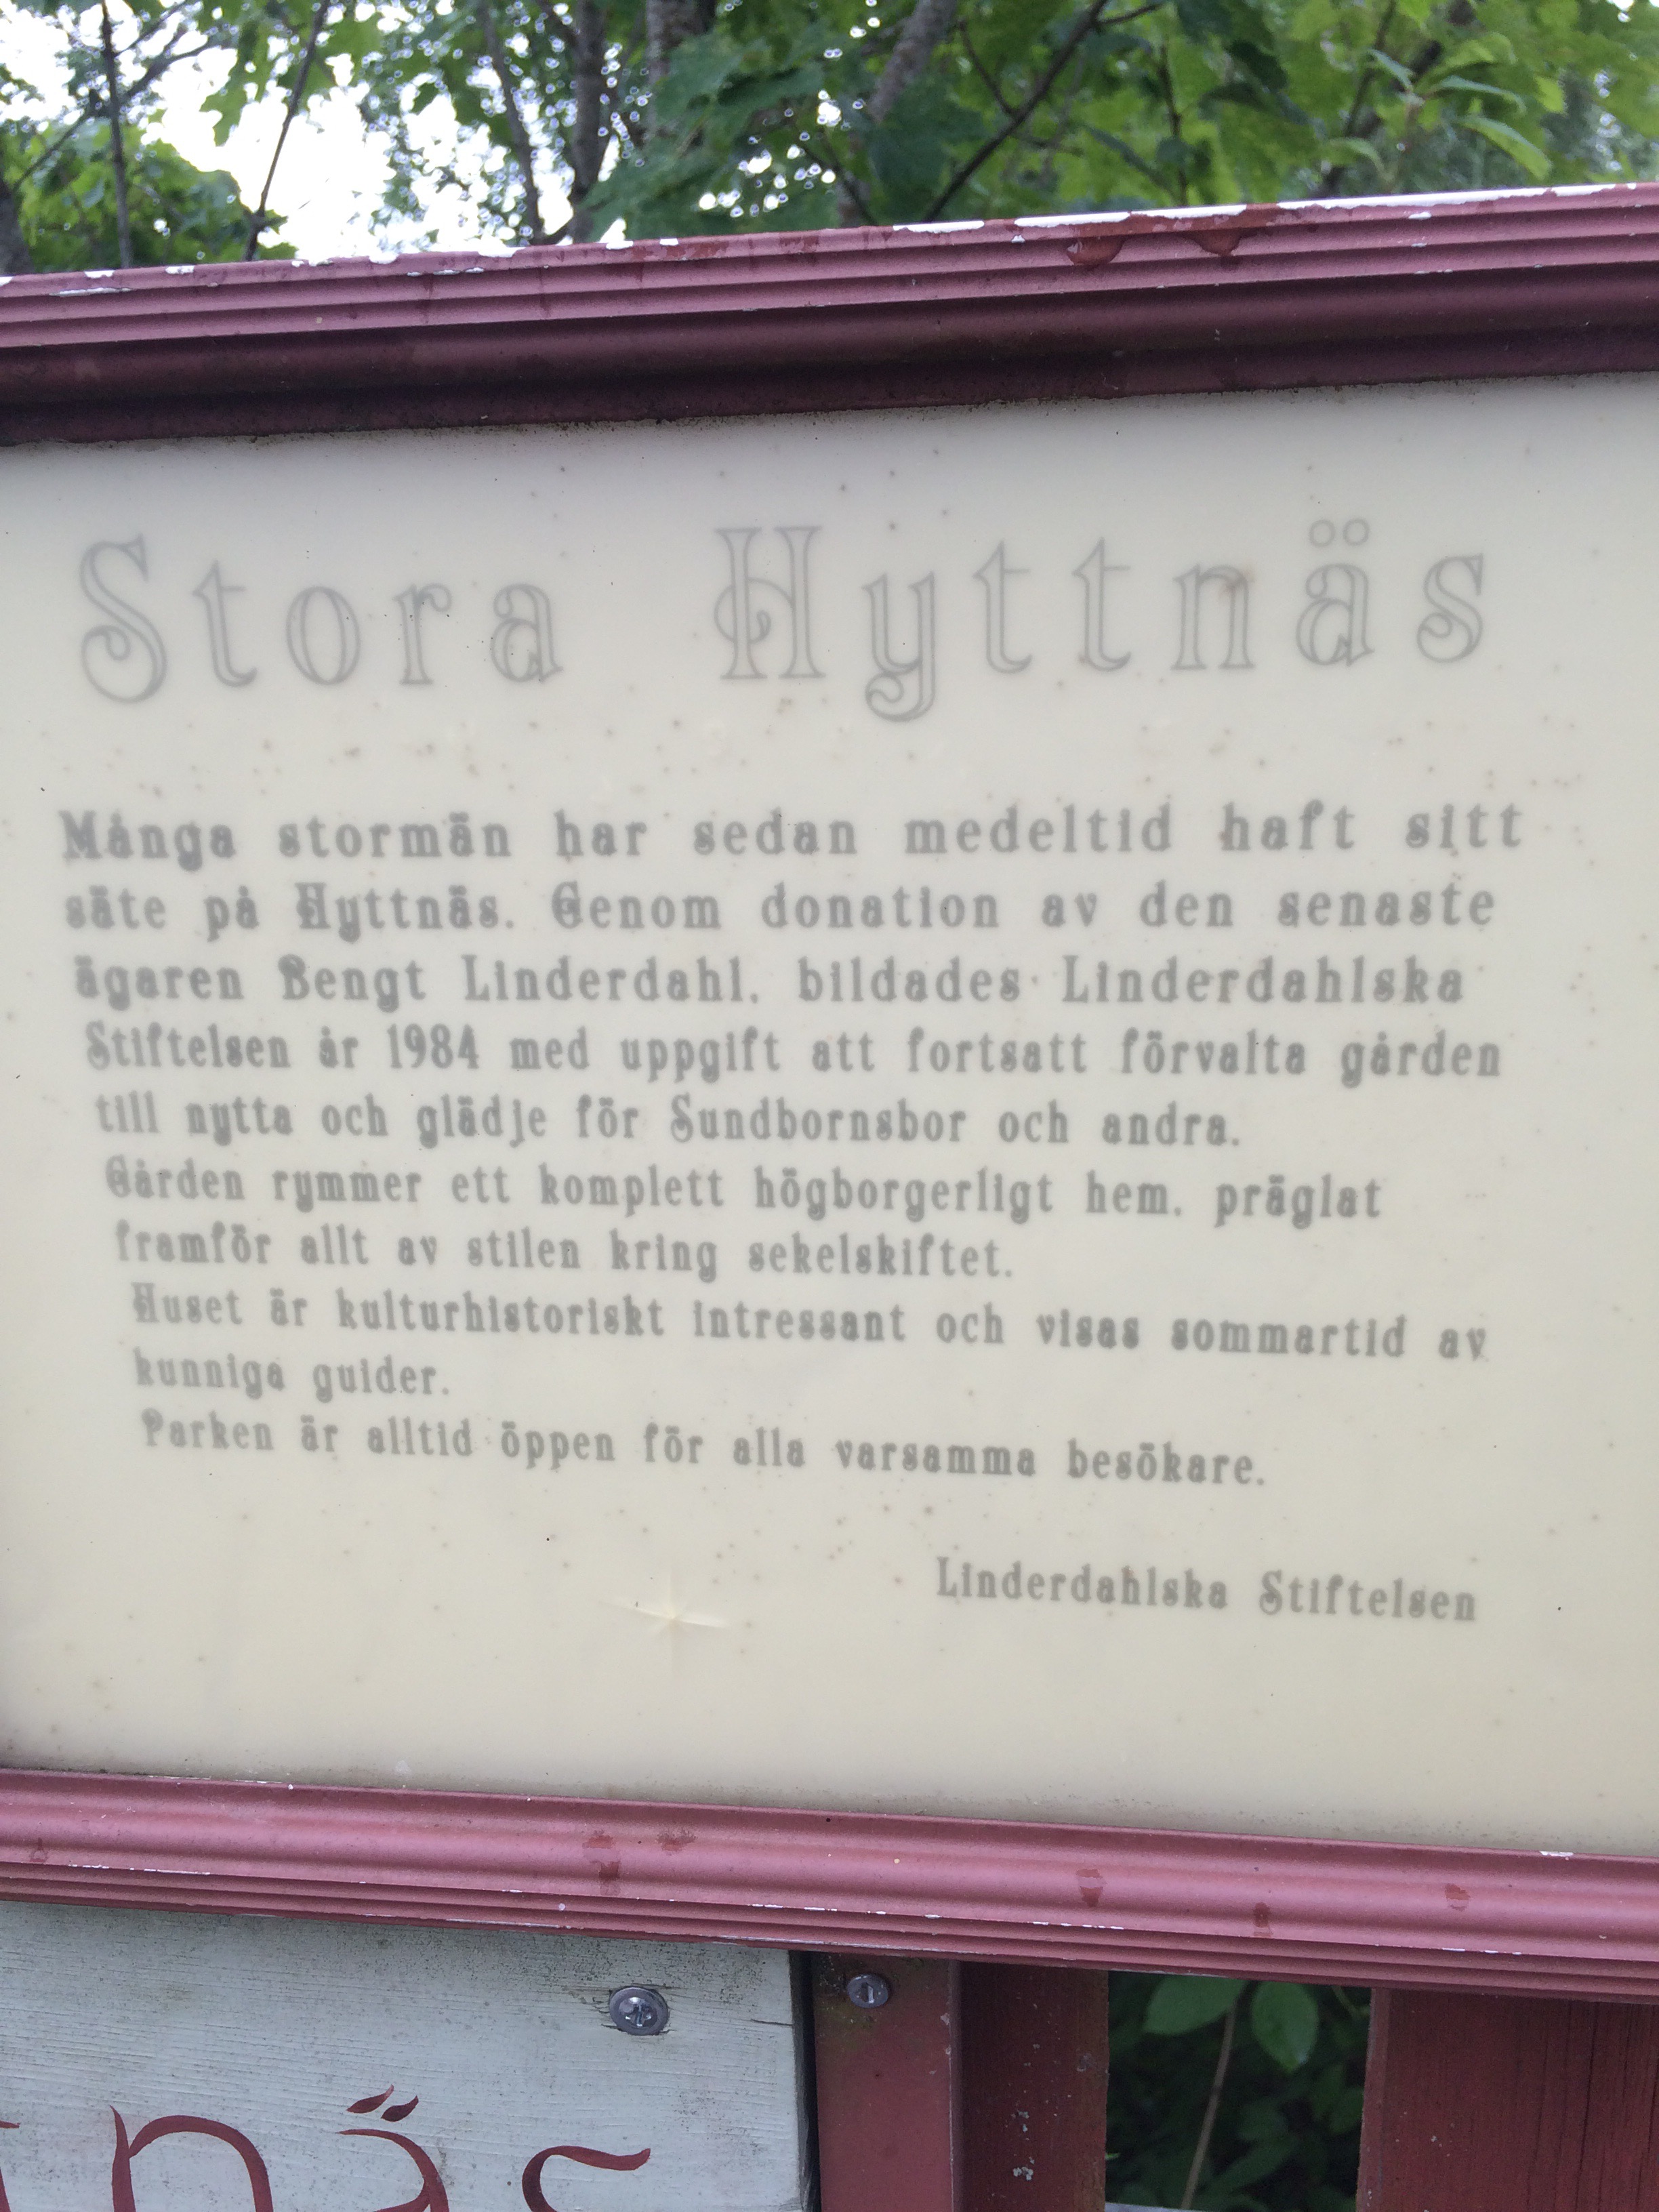 Stora Hyttnäs
Många stormän har sedan medeltid haft sitt
säte på Hyttnäs. Genom donation av den senaste
ägaren Bengt Linderdahl, bildades Linderdahlska
Stiftelsen år 1984 med uppgift att fortsatt förvalta gården
till nytta och glädje för Sundbornsbor och andra.
Gården rymmer ett komplett högborgerligt hem, präglat
framför allt av stilen kring sekelskiftet.
Huset är kulturhistoriskt intressant och visas sommartid av
kunniga guider.
Parken är alltid öppen för alla varsamma besökare.
Linderdahlska Stiftelsen
näs